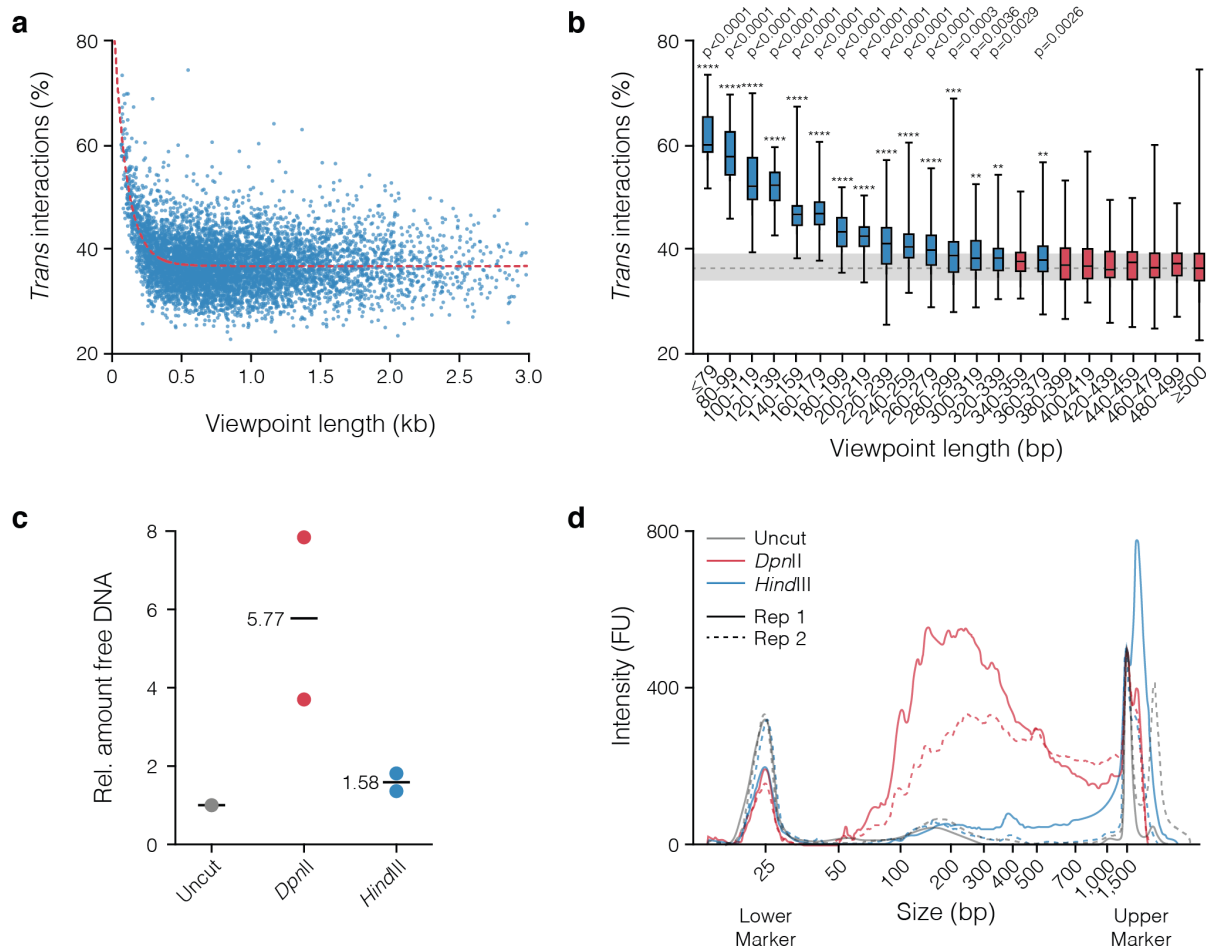 a
80
60
40
20
Trans interactions (%)
0
0.5
1.0
1.5
2.0
2.5
3.0
Viewpoint length (kb)
b
p<0.0001
p<0.0001
p<0.0001
p<0.0001
p<0.0001
p<0.0001
p<0.0001
p<0.0001
p<0.0001
p<0.0001
p<0.0001
p=0.0003
p=0.0036
p=0.0029
p=0.0026
80
60
40
20
Trans interactions (%)
****
****
****
****
****
****
****
****
****
****
****
***
**
**
**
≤79
80-99
100-119
120-139
140-159
160-179
180-199
200-219
220-239
240-259
260-279
280-299
300-319
320-339
340-359
360-379
380-399
400-419
420-439
440-459
460-479
480-499
≥500
Viewpoint length (bp)
c
8
6
4
2
0
Rel. amount free DNA
5.77
1.58
Uncut
DpnII
HindIII
d
800
400
0
Intensity (FU)
Uncut
DpnII
HindIII
Rep 1
Rep 2
25
50
100
200
300
400
500
700
1,000
1,500
Lower
Marker
Size (bp)
Upper
Marker